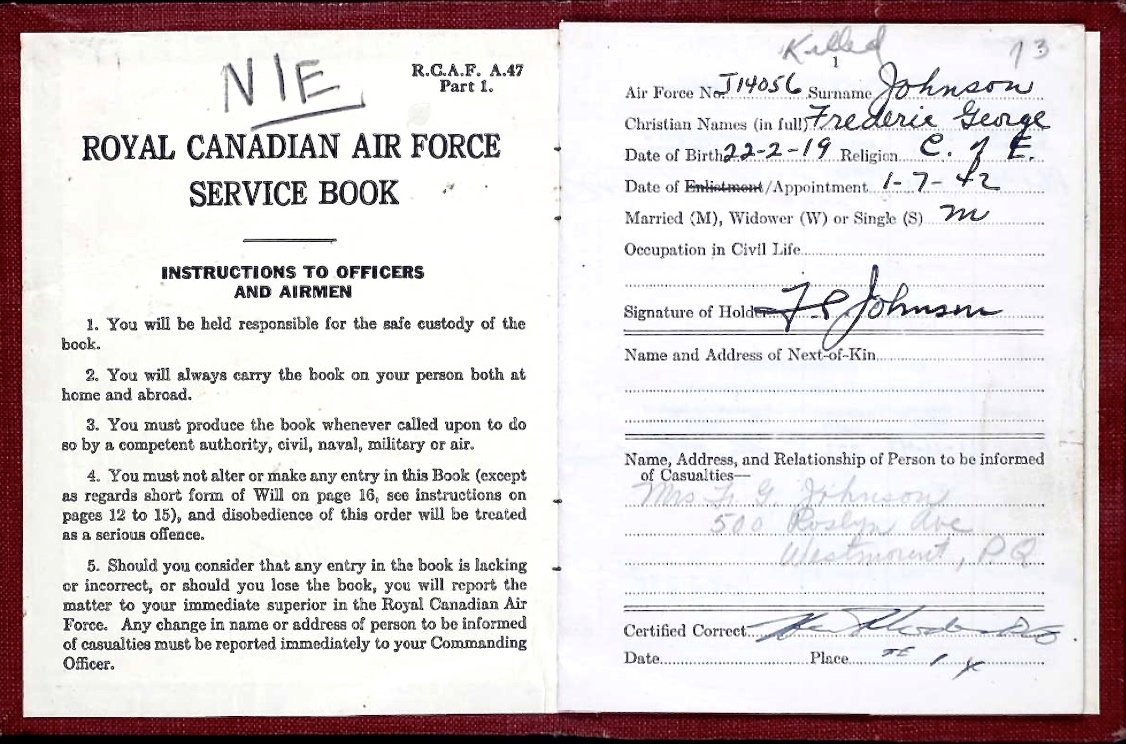 NIE
R.C.A.F. A.47
Part 1.
ROYAL CANADIAN AIR FORCE
SERVICE BOOK
INSTRUCTIONS TO OFFICERS
AND AIRMEN
1. You will be held responsible for the safe custody of the
book.
2. You will always carry the book on your person both at
home and abroad.
3. You must produce the book whenever called upon to do
so by a competent authority, civil, naval, military or air.
4. You must not alter or make any entry in this Book (except
as regards short form of Will on page 16, see instructions on
pages 12 to 15), and disobedience of this order will be treated
as a serious offence.
5. Should you consider that any entry in the book is lacking
or incorrect, or should you lose the book, you will report the
matter to your immediate superior in the Royal Canadian Air
Force. Any change in name or address of person to be informed
of casualties must be reported immediately to your Commanding
Officer.
Killed
13
1
Air Force No. J14056 Surname Johnson
Christian Names (in full) Frederic George
Date of Birth 22-2-19 Religion C. of E.
Date of Enlistment/Appointment 1-7-42
Married (M), Widower (W) or Single (S) M
Occupation in Civil Life
Signature of Holder F G Johnson
Name and Address of Next-of-Kin
Name, Address, and Relationship of Person to be informed
of Casualties—
Mrs F. G. Johnson
500 Roslyn Ave
Westmount, P.Q
Certified Correct
Date Place